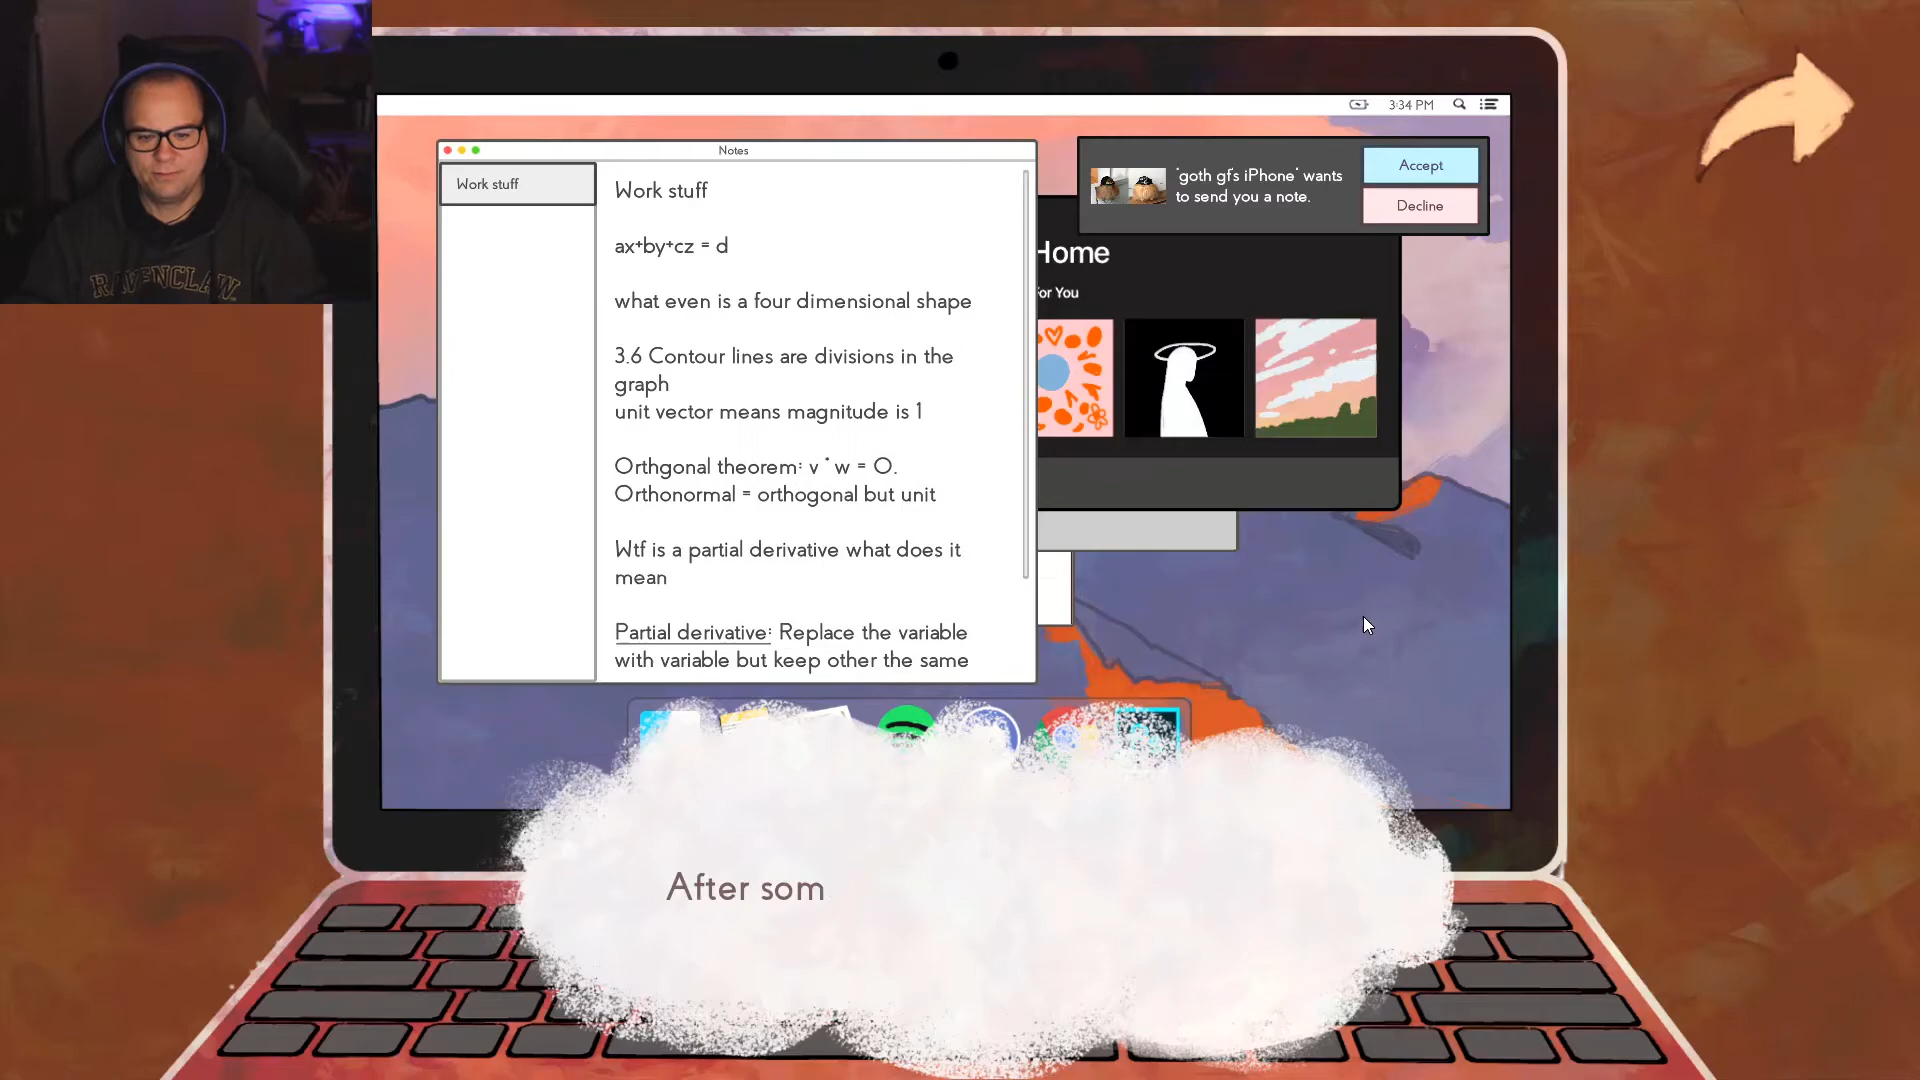 RAVENCLAW
3:34 PM
Notes
Work stuff
Work stuff
ax+by+cz = d
what even is a four dimensional shape
3.6 Contour lines are divisions in the
graph
unit vector means magnitude is 1
Orthgonal theorem: v * w = 0.
Orthonormal = orthogonal but unit
Wtf is a partial derivative what does it
mean
Partial derivative: Replace the variable
with variable but keep other the same
"goth gfs iPhone" wants
to send you a note.
Accept
Decline
Home
For You
After som